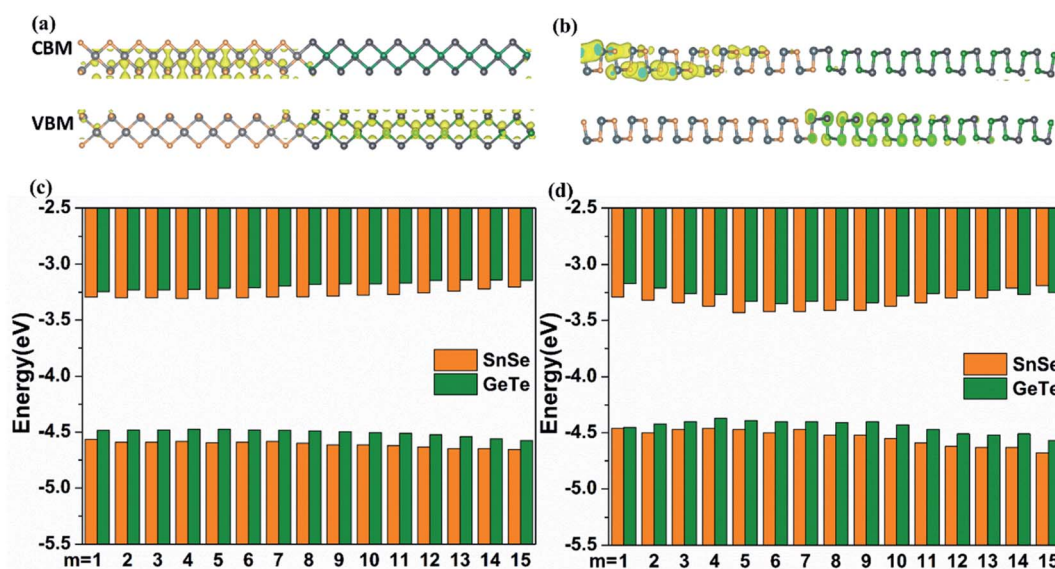 (a)
CBM
VBM
(b)
(c)
-2.5
-3.0
-3.5
-4.0
-4.5
-5.0
-5.5
Energy(eV)
SnSe
GeTe
m=1 2 3 4 5 6 7 8 9 10 11 12 13 14 15
(d)
-2.5
-3.0
-3.5
-4.0
-4.5
-5.0
-5.5
Energy(eV)
SnSe
GeTe
m=1 2 3 4 5 6 7 8 9 10 11 12 13 14 15